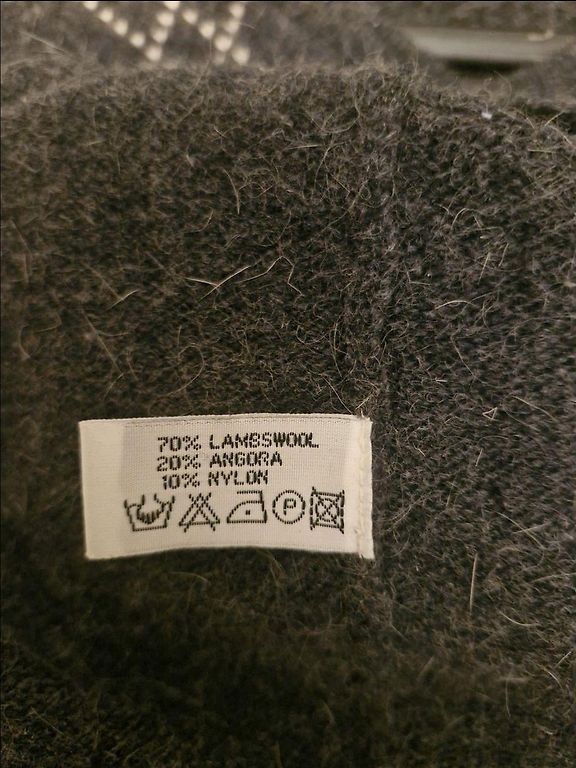 70% LAMBSWOOL
20% ANGORA
10% NYLON
P